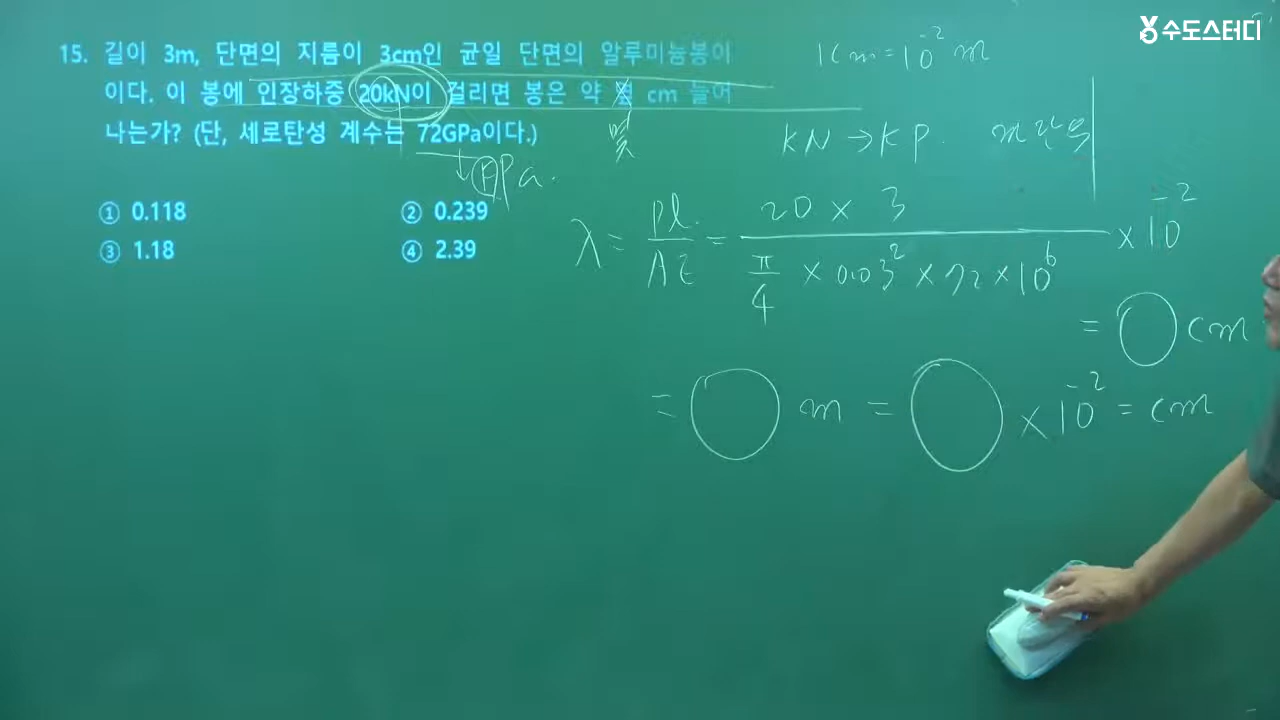 수도스터디
15. 길이 3m, 단면의 지름이 3cm인 균일 단면의 알루미늄봉이
이다. 이 봉에 인장하중 20kN이 걸리면 봉은 약 몇 cm 늘어
나는가? (단, 세로탄성 계수는 72GPa이다.)
① 0.118 ② 0.239
③ 1.18 ④ 2.39
1cm=10⁻² m
KN → KP.
Pa.
λ = Pl / AE = 20 × 3 / π/4 × 0.03² × 72 × 10⁶ × 10⁻²
= cm
= m = × 10⁻² = cm